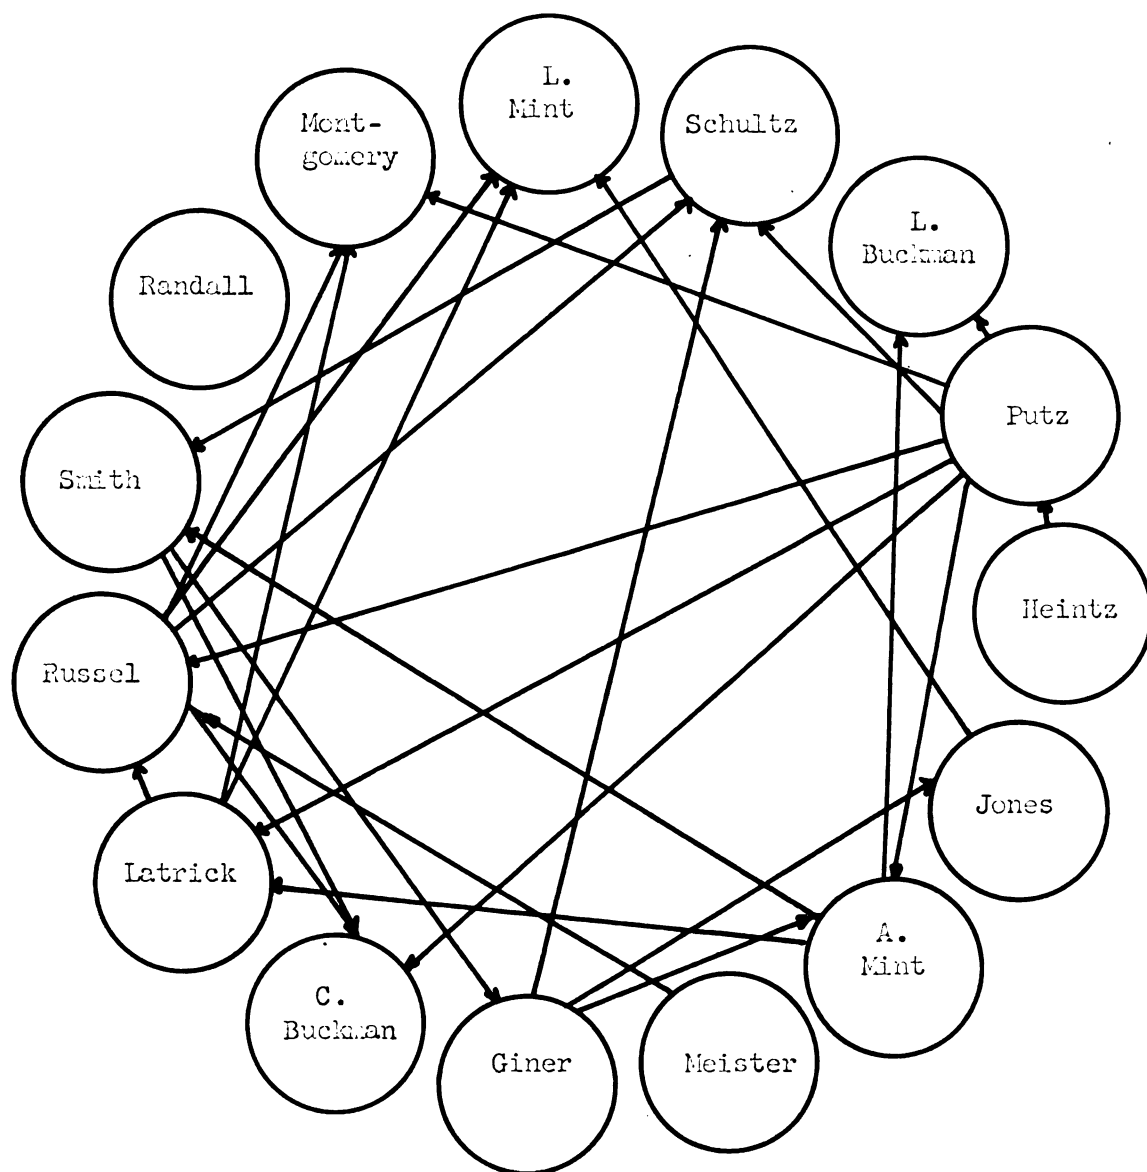 L.
Mint
Schultz
Mont-
gomery
L.
Buckman
Randall
Putz
Smith
Heintz
Russel
Jones
Latrick
A.
Mint
C.
Buckman
Giner
Meister